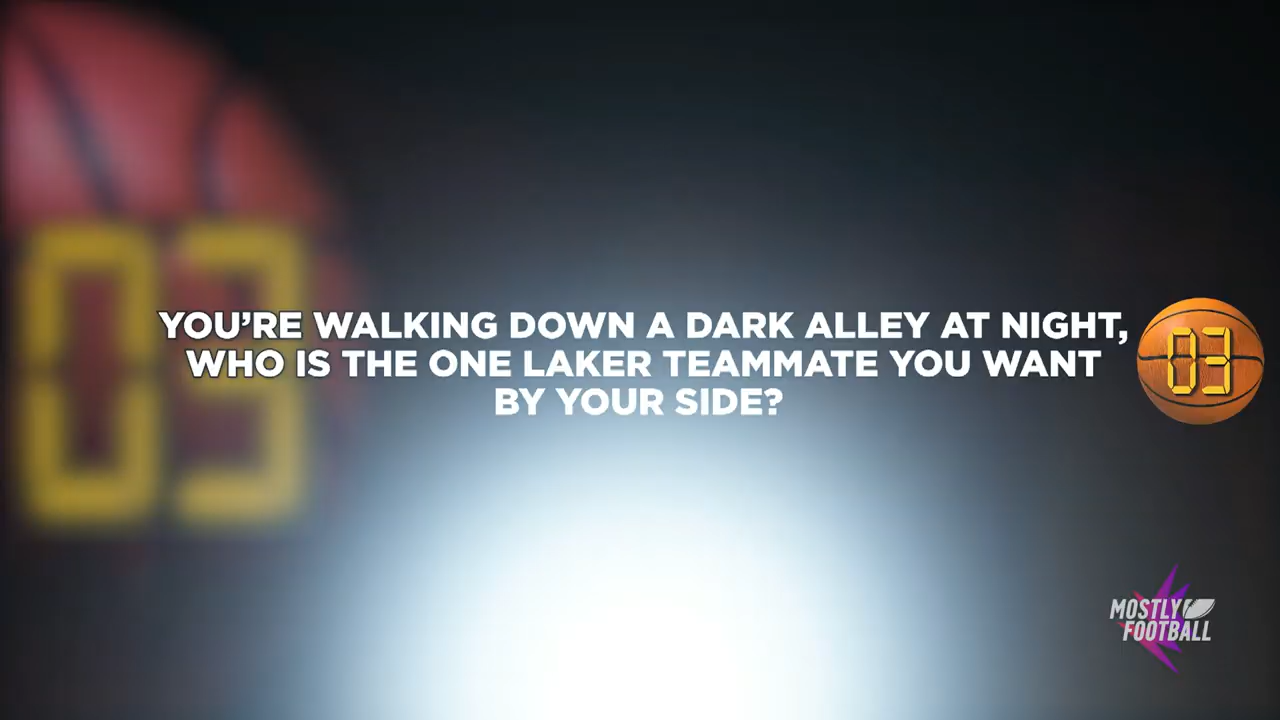 03
YOU'RE WALKING DOWN A DARK ALLEY AT NIGHT,
WHO IS THE ONE LAKER TEAMMATE YOU WANT
BY YOUR SIDE?
03
MOSTLY
FOOTBALL